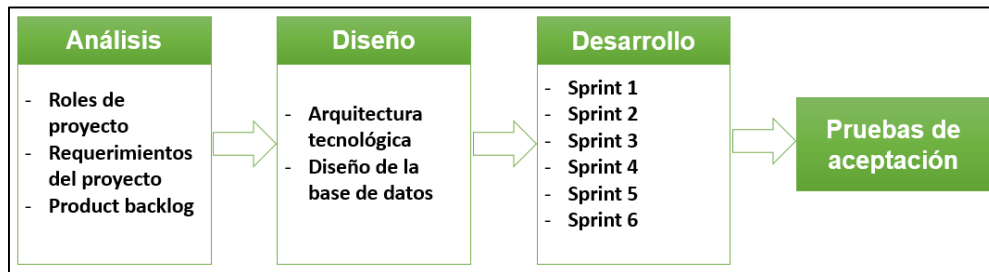 Análisis
- Roles de
proyecto
- Requerimientos
del proyecto
- Product backlog
Diseño
- Arquitectura
tecnológica
- Diseño de la
base de datos
Desarrollo
- Sprint 1
- Sprint 2
- Sprint 3
- Sprint 4
- Sprint 5
- Sprint 6
Pruebas de
aceptación